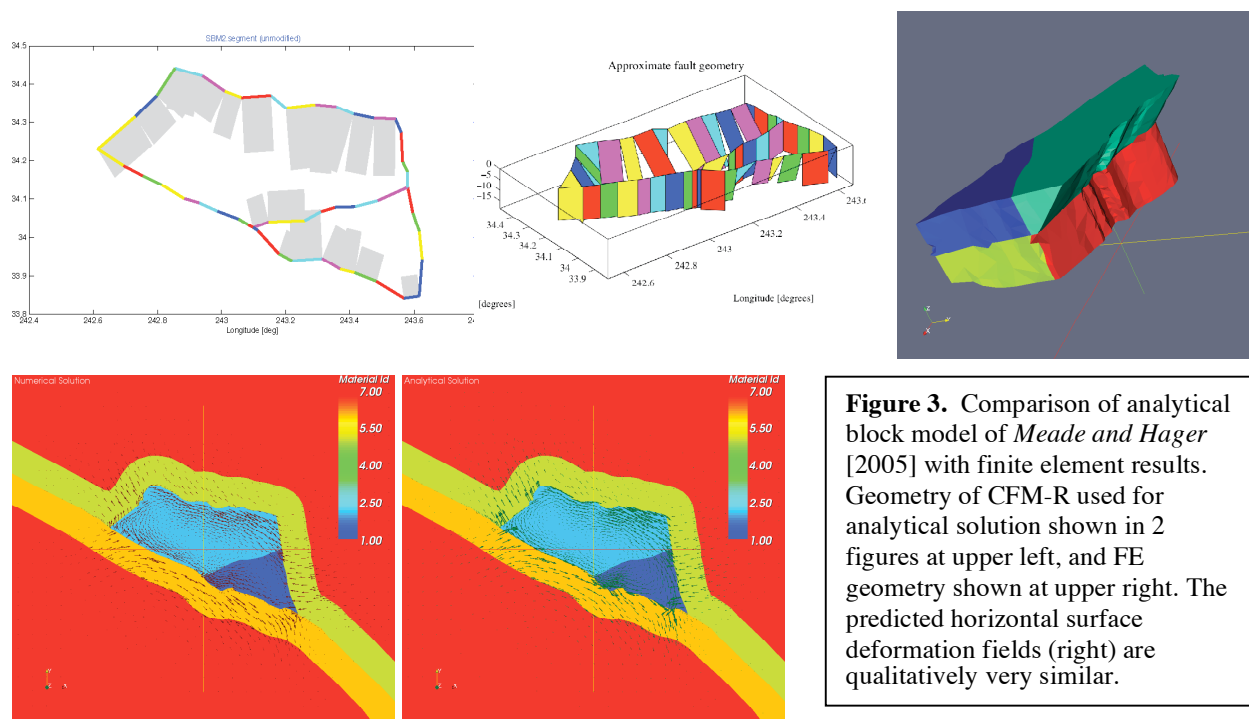 SBM2.segment (unmodified)
34.5
34.4
34.3
34.2
34.1
34
33.9
33.8
242.4
242.6
242.8
243
243.2
243.4
243.6
Longitude [deg]
Approximate fault geometry
0
−5
−10
−15
34.4
34.3
34.2
34.1
34
33.9
242.6
242.8
243
243.2
243.4
[degrees]
Longitude [degrees]
Numerical Solution
Material Id
7.00
5.50
4.00
2.50
1.00
Analytical Solution
Material Id
7.00
5.50
4.00
2.50
1.00
Figure 3. Comparison of analytical
block model of Meade and Hager
[2005] with finite element results.
Geometry of CFM-R used for
analytical solution shown in 2
figures at upper left, and FE
geometry shown at upper right. The
predicted horizontal surface
deformation fields (right) are
qualitatively very similar.